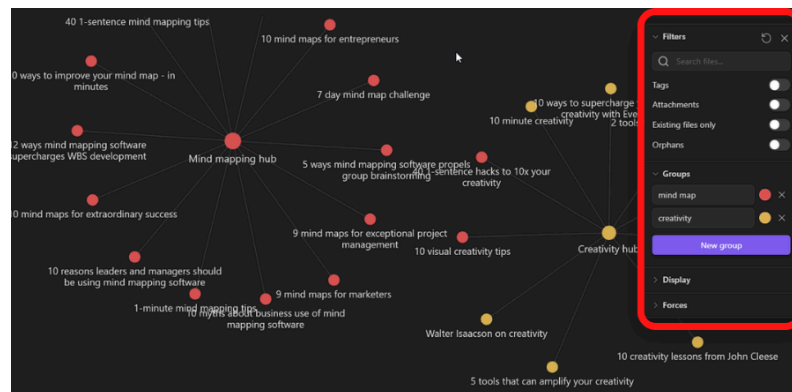 40 1-sentence mind mapping tips
10 mind maps for entrepreneurs
0 ways to improve your mind map - in
minutes
7 day mind map challenge
12 ways mind mapping software
supercharges WBS development
Mind mapping hub
5 ways mind mapping software propels
group brainstorming
10 mind maps for extraordinary success
9 mind maps for exceptional project
management
10 reasons leaders and managers should
be using mind mapping software
9 mind maps for marketers
1-minute mind mapping tips
10 myths about business use of mind
mapping software
10 ways to supercharge
creativity with Eve
10 minute creativity
2 tools
40 1-sentence hacks to 10x your
creativity
10 visual creativity tips
Creativity hub
Walter Isaacson on creativity
5 tools that can amplify your creativity
10 creativity lessons from John Cleese
Filters
Search files...
Tags
Attachments
Existing files only
Orphans
Groups
mind map
creativity
New group
Display
Forces